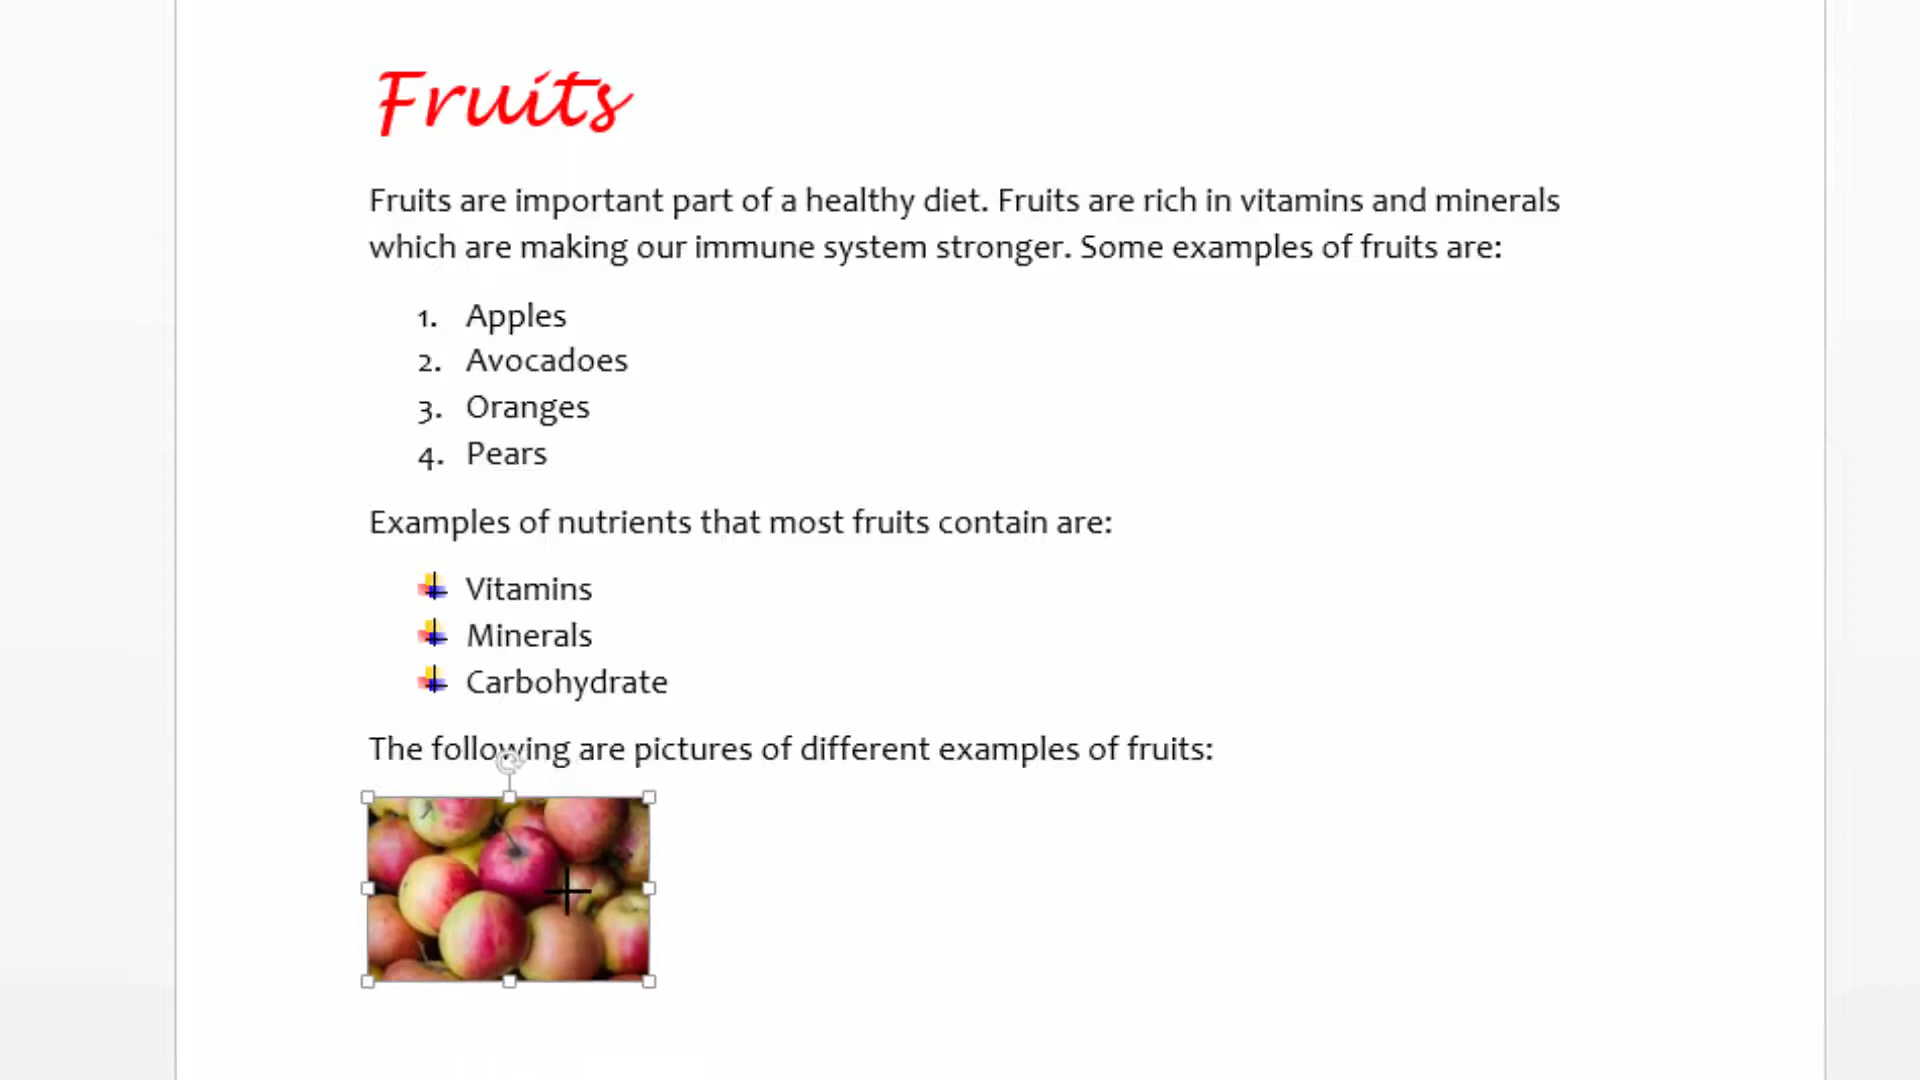 Fruits
Fruits are important part of a healthy diet. Fruits are rich in vitamins and minerals
which are making our immune system stronger. Some examples of fruits are:
1. Apples
2. Avocadoes
3. Oranges
4. Pears
Examples of nutrients that most fruits contain are:
Vitamins
Minerals
Carbohydrate
The following are pictures of different examples of fruits: